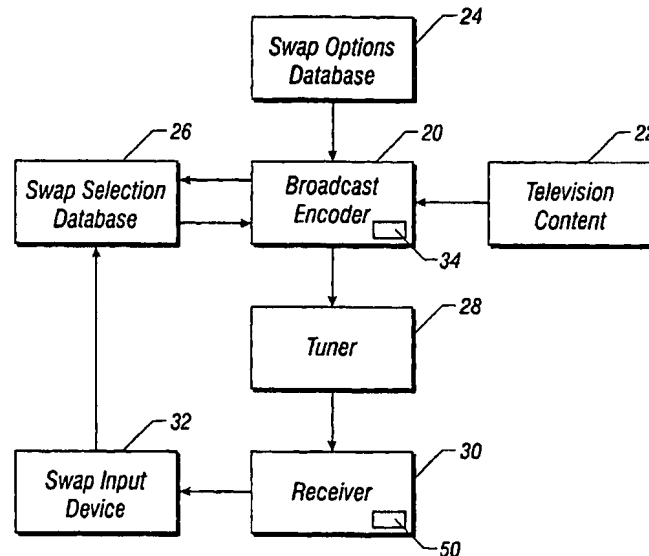 24
Swap Options
Database
26
20
22
Swap Selection
Database
Broadcast
Encoder
Television
Content
34
28
Tuner
32
30
Swap Input
Device
Receiver
50